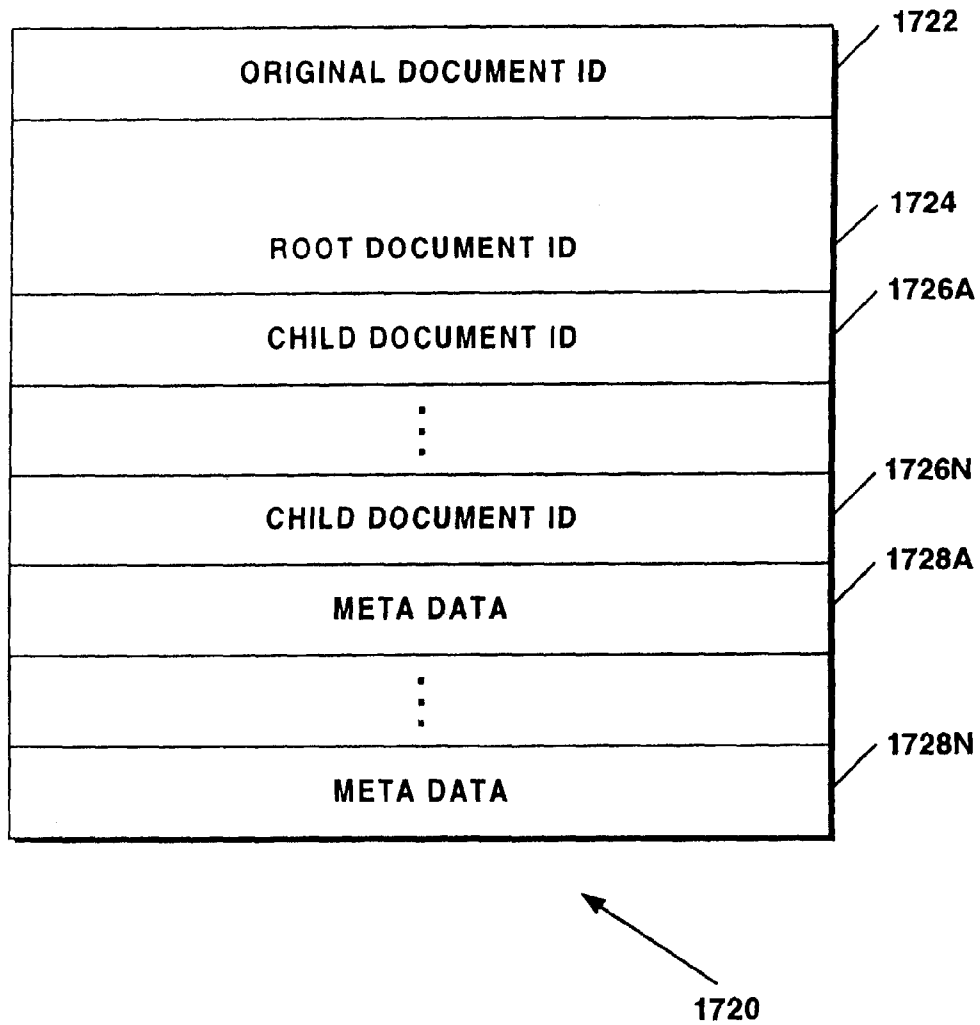 1722
ORIGINAL DOCUMENT ID
1724
ROOT DOCUMENT ID
1726A
CHILD DOCUMENT ID
⋮
1726N
CHILD DOCUMENT ID
1728A
META DATA
⋮
1728N
META DATA
1720